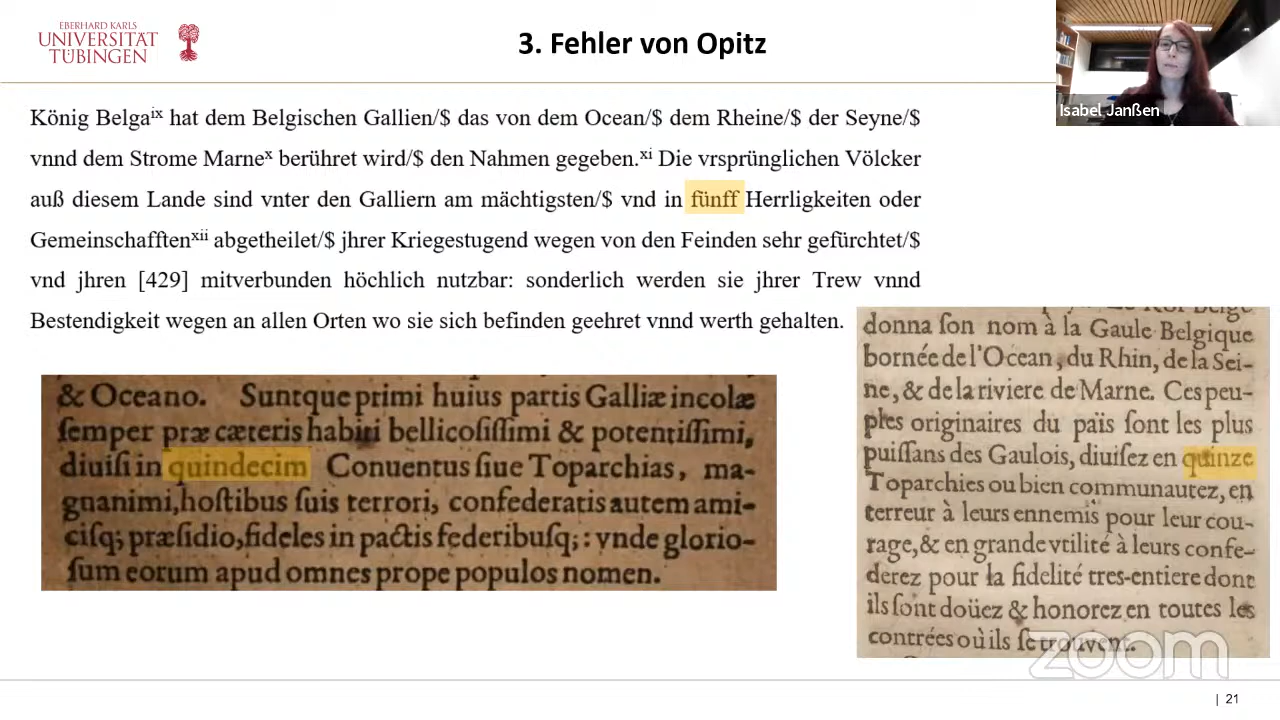 EBERHARD KARLS
UNIVERSITÄT
TÜBINGEN
3. Fehler von Opitz
Isabel Janßen
König Belgaⁱˣ hat dem Belgischen Gallien/$ das von dem Ocean/$ dem Rheine/$ der Seyne/$
vnnd dem Strome Marneˣ berühret wird/$ den Nahmen gegeben.ˣⁱ Die vrsprünglichen Völcker
auß diesem Lande sind vnter den Galliern am mächtigsten/$ vnd in fünff Herrligkeiten oder
Gemeinschafftenˣⁱⁱ abgetheilet/$ jhrer Kriegestugend wegen von den Feinden sehr gefürchtet/$
vnd jhren [429] mitverbunden höchlich nutzbar: sonderlich werden sie jhrer Trew vnnd
Bestendigkeit wegen an allen Orten wo sie sich befinden geehret vnnd werth gehalten.
& Oceano. Suntque primi huius partis Galliæ incolæ
ſemper præ cæteris habiti bellicoſiſſimi & potentiſſimi,
diuiſi in quindecim Conuentus ſiue Toparchias, ma-
gnanimi,hoſtibus ſuis terrori, confederatis autem ami-
ciſq; præſidio,fideles in pactis federibuſq; : vnde glorio-
ſum eorum apud omnes prope populos nomen.
donna ſon nom à la Gaule Belgique
bornée de l'Ocean, du Rhin, de la Sei-
ne, & de la riviere de Marne. Ces peu-
ples originaires du païs ſont les plus
puiſſans des Gaulois, diuiſez en quinze
Toparchies ou bien communautez, en
terreur à leurs ennemis pour leur cou-
rage, & en grande vtilité à leurs confe-
derez pour la fidelité tres-entiere dont
ils ſont doüez & honorez en toutes les
contrées où ils ſe trouvent.
zoom
| 21